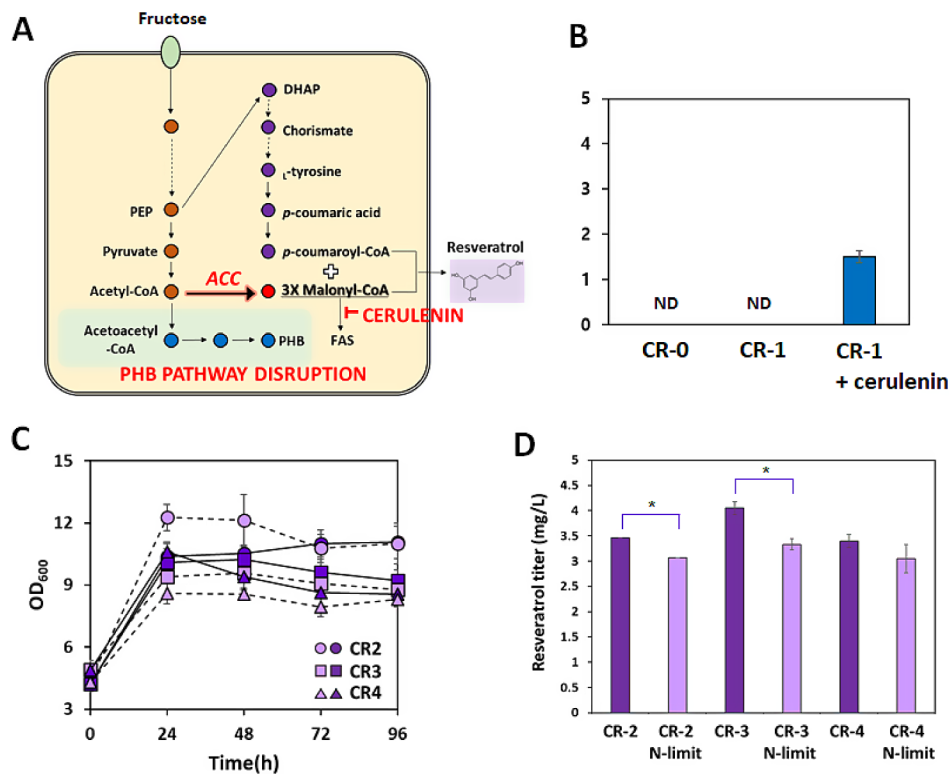 A
Fructose
DHAP
Chorismate
L-tyrosine
PEP
p-coumaric acid
Pyruvate
p-coumaroyl-CoA
Resveratrol
ACC
Acetyl-CoA
3X Malonyl-CoA
HO
OH
OH
CERULENIN
Acetoacetyl
-CoA
PHB
FAS
PHB PATHWAY DISRUPTION
B
5
4
3
2
1
0
ND
ND
CR-0
CR-1
CR-1
+ cerulenin
C
15
12
9
6
3
OD600
CR2
CR3
CR4
0
24
48
72
96
Time(h)
D
Resveratrol titer (mg/L)
5
4.5
4
3.5
3
2.5
2
1.5
1
0.5
0
*
*
CR-2
CR-2
N-limit
CR-3
CR-3
N-limit
CR-4
CR-4
N-limit